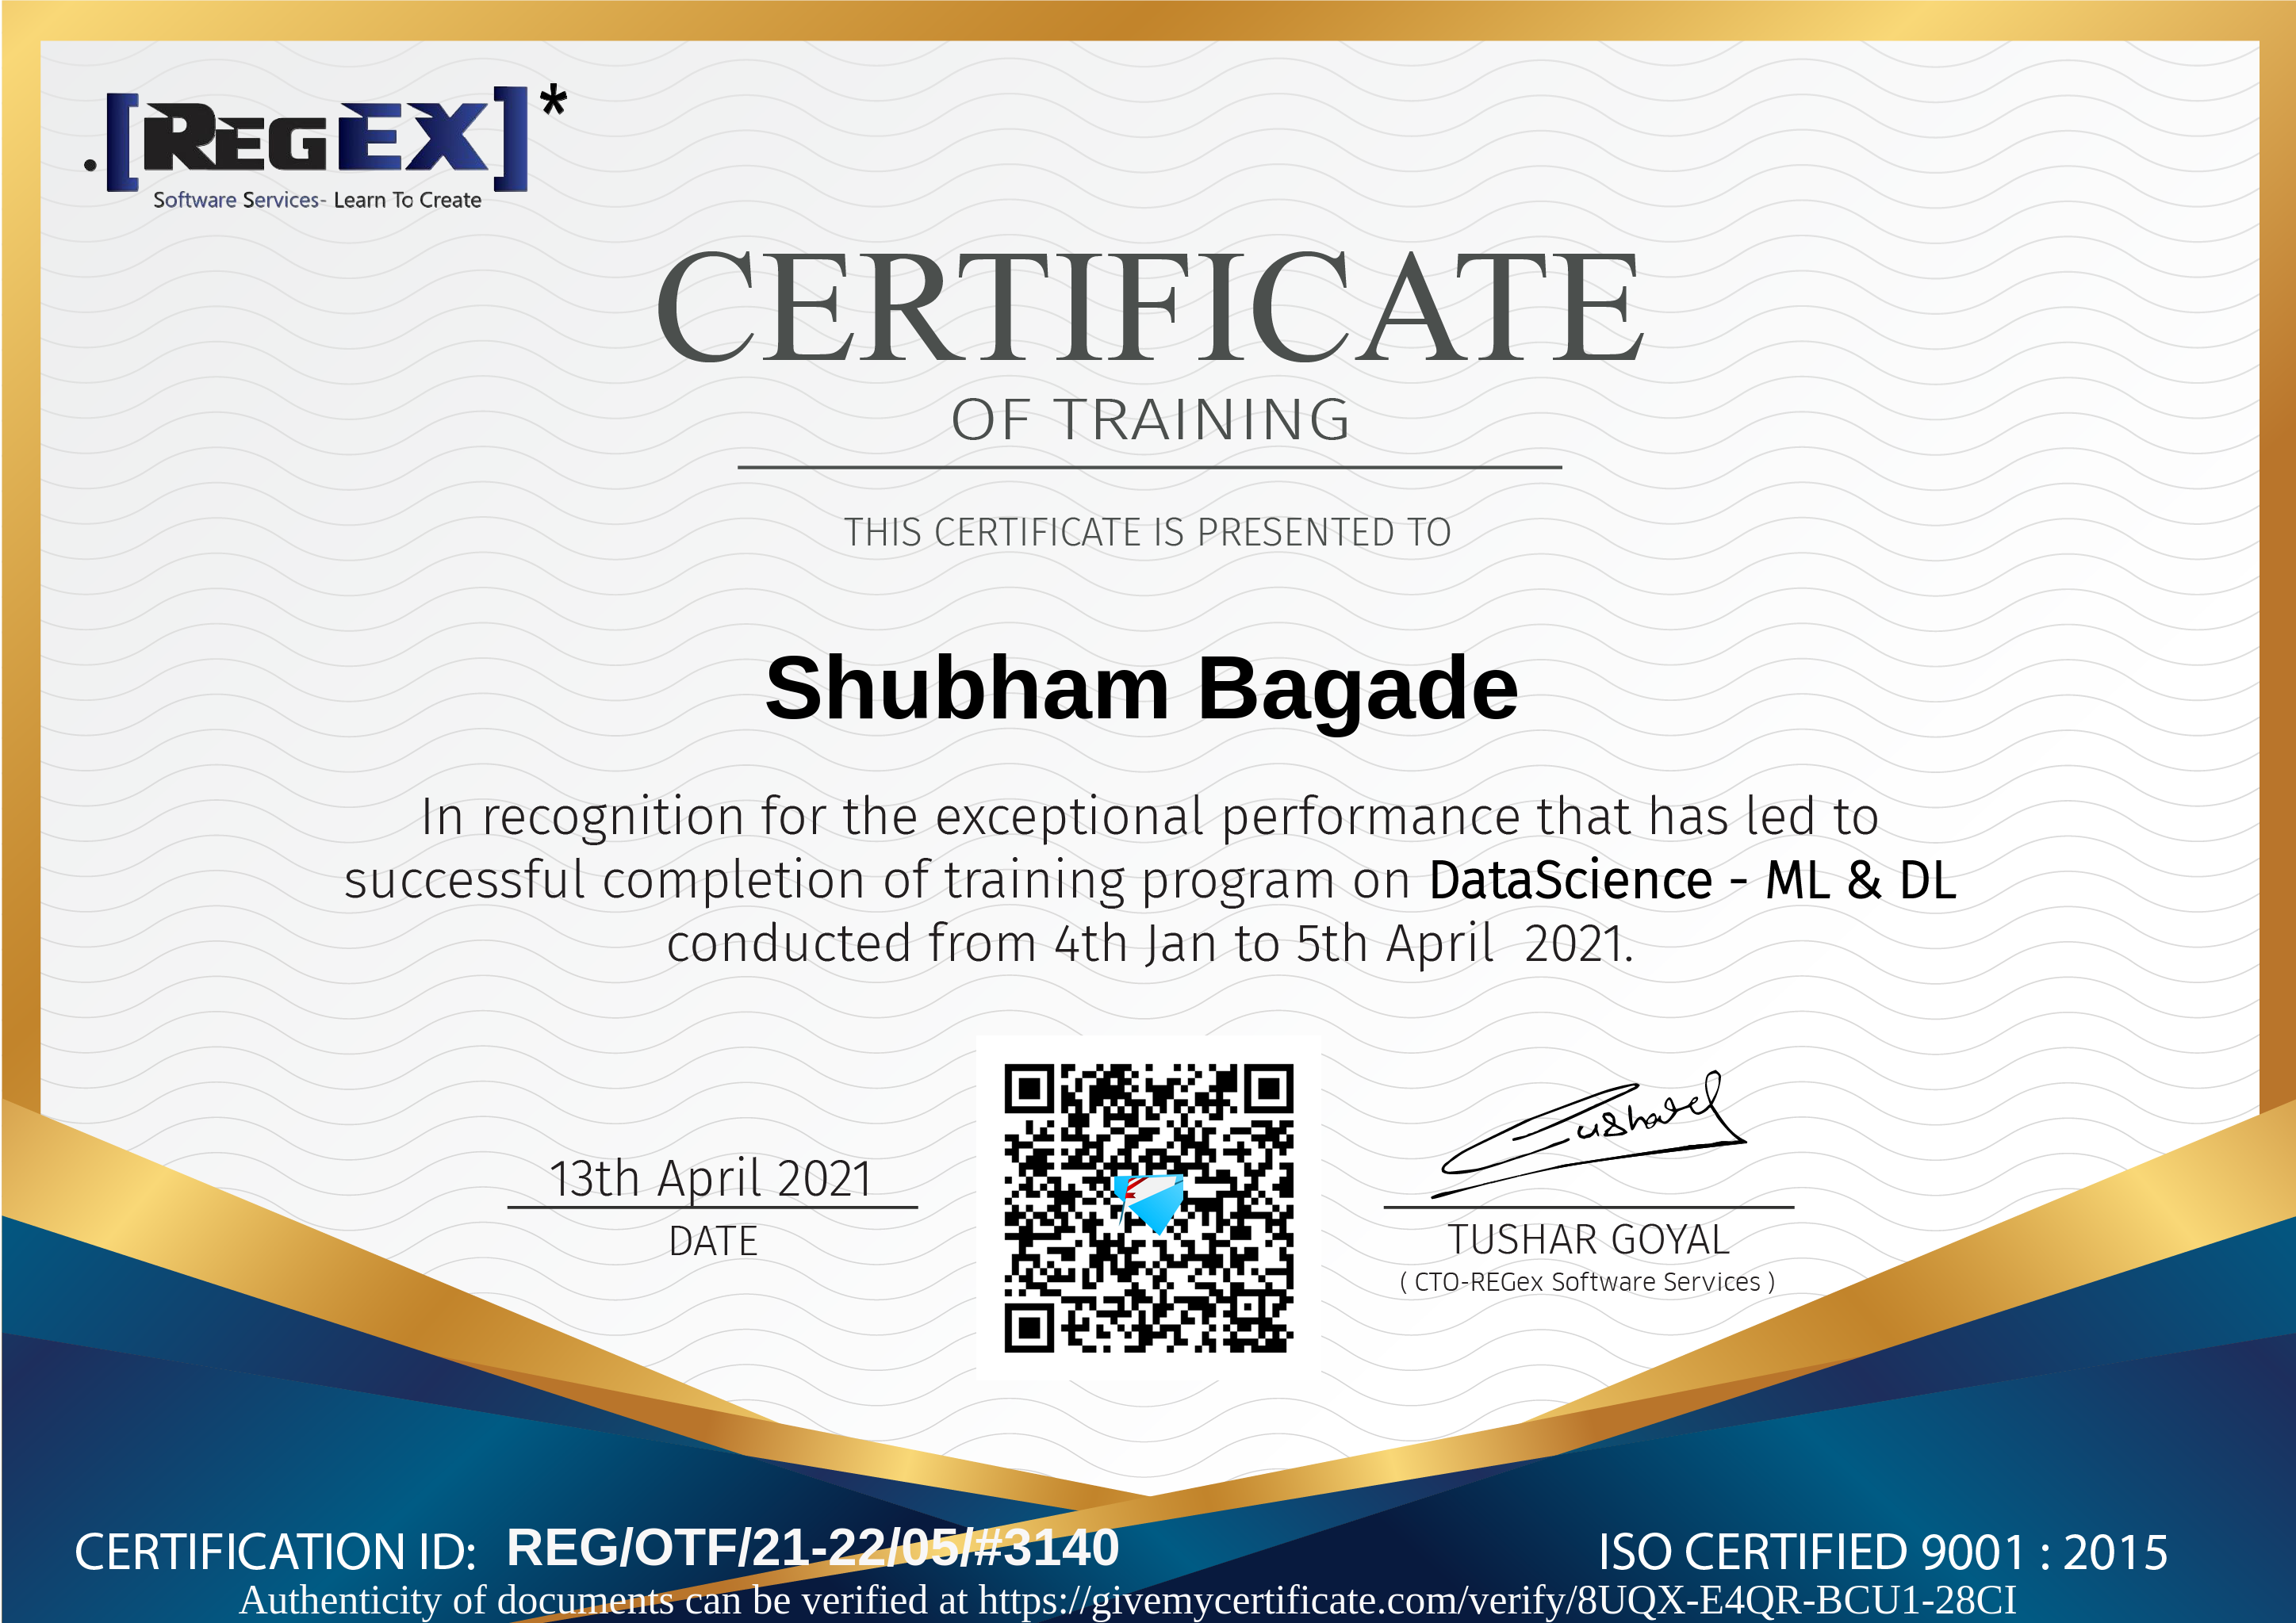 .[REGEX]*
Software Services- Learn To Create
CERTIFICATE
OF TRAINING
THIS CERTIFICATE IS PRESENTED TO
Shubham Bagade
In recognition for the exceptional performance that has led to
successful completion of training program on DataScience - ML & DL
conducted from 4th Jan to 5th April 2021.
13th April 2021
DATE
Tushar
TUSHAR GOYAL
( CTO-REGex Software Services )
CERTIFICATION ID: REG/OTF/21-22/05/#3140
ISO CERTIFIED 9001 : 2015
Authenticity of documents can be verified at https://givemycertificate.com/verify/8UQX-E4QR-BCU1-28CI